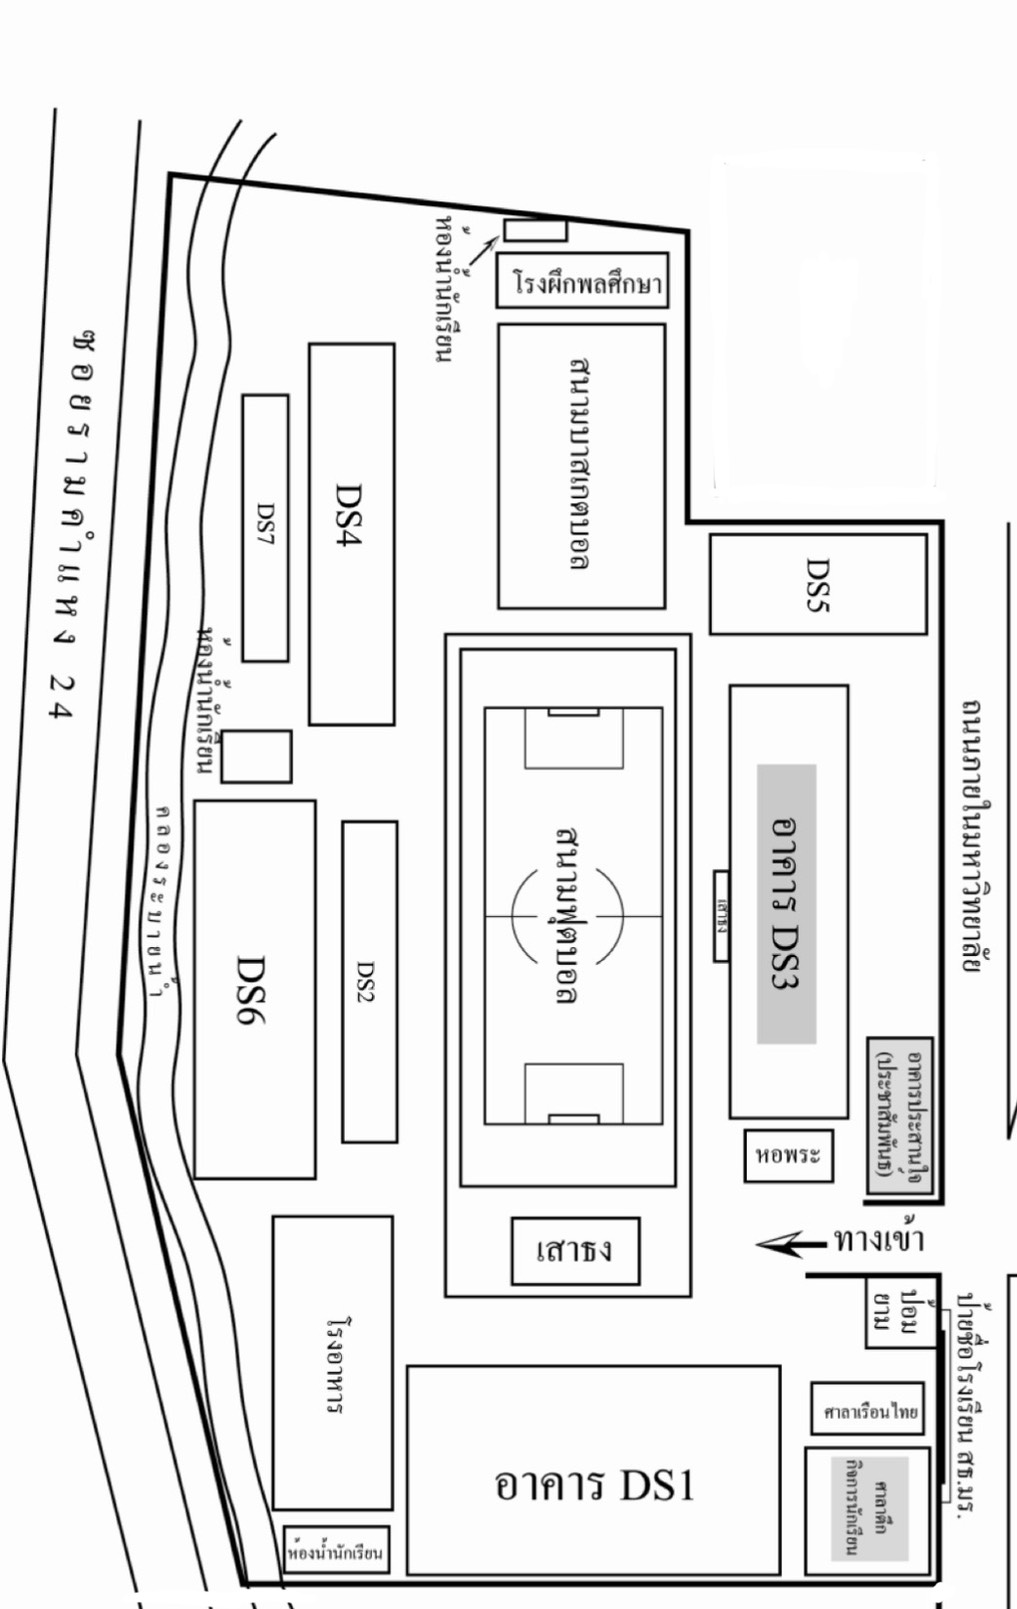 ห้องน้ำนักเรียน
โรงฝึกพลศึกษา
สนามบาสเกตบอล
ซอยรามคำแหง 24
DS4
DS7
DS5
ห้องน้ำนักเรียน
ถนนภายในมหาวิทยาลัย
คลองระบายน้ำ
สนามฟุตบอล
เสาธง
อาคาร DS3
DS6
DS2
อาคารประสานใจ
(ประชาสัมพันธ์)
หอพระ
ทางเข้า
เสาธง
ป้อม
ยาม
ป้ายชื่อโรงเรียน สธ.มร.
โรงอาหาร
ศาลาเรือนไทย
อาคาร DS1
ศาลาตึก
กิจการนักเรียน
ห้องน้ำนักเรียน